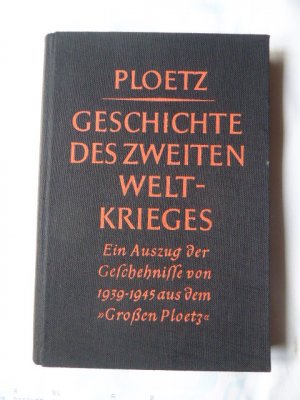 PLOETZ
GESCHICHTE
DES ZWEITEN
WELT-
KRIEGES
Ein Auszug der
Geſchehniſſe von
1939-1945 aus dem
»Großen Ploetz«